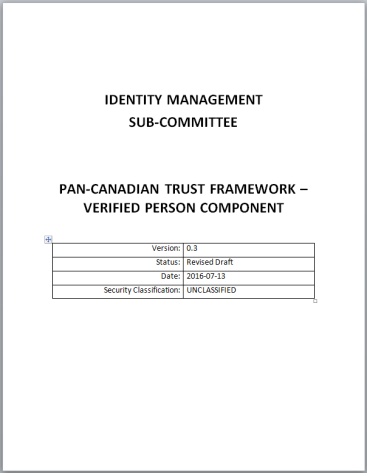 IDENTITY MANAGEMENT
SUB-COMMITTEE
PAN-CANADIAN TRUST FRAMEWORK –
VERIFIED PERSON COMPONENT
Version: 0.3
Status: Revised Draft
Date: 2016-07-13
Security Classification: UNCLASSIFIED